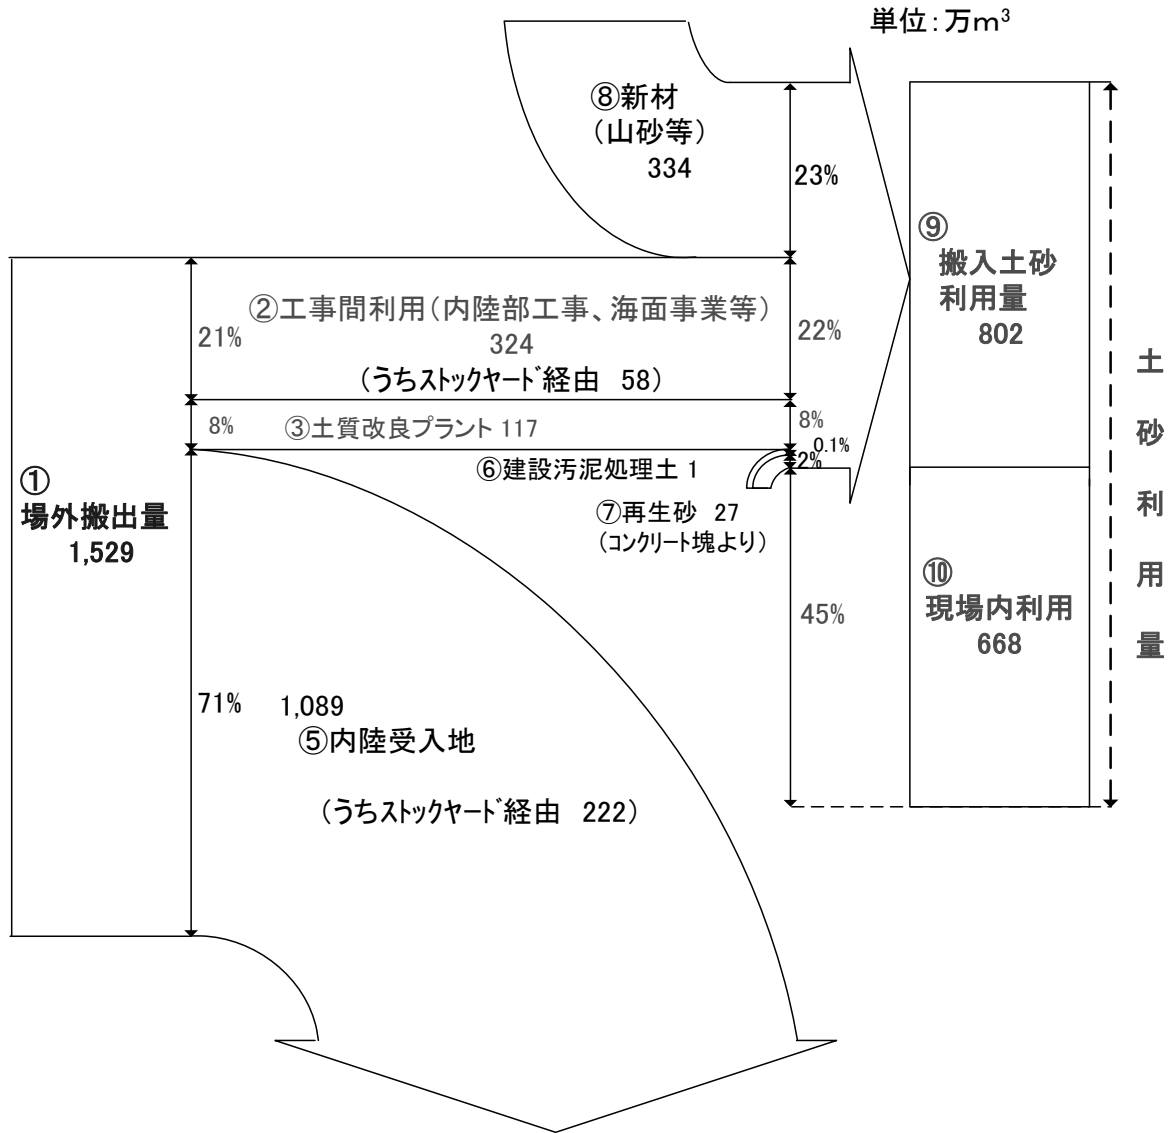 単位：万m³
⑧新材
（山砂等）
334
23%
⑨
搬入土砂
利用量
802
②工事間利用（内陸部工事、海面事業等）
324
（うちストックヤード経由 58）
21%
22%
8%
③土質改良プラント 117
8%
0.1%
2%
⑥建設汚泥処理土 1
⑦再生砂 27
（コンクリート塊より）
①
場外搬出量
1,529
⑩
現場内利用
668
45%
土砂利用量
71%
1,089
⑤内陸受入地
（うちストックヤード経由 222）